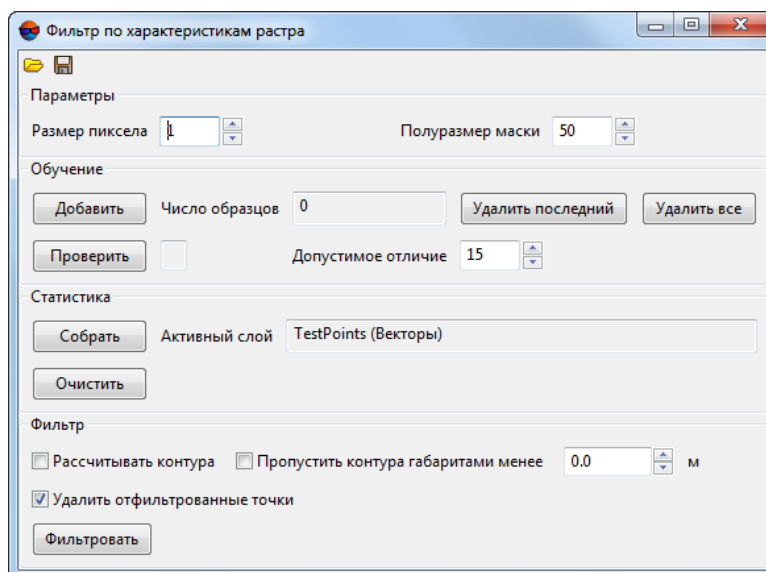 Фильтр по характеристикам растра
Параметры
Размер пиксела 1 Полуразмер маски 50
Обучение
Добавить Число образцов 0 Удалить последний Удалить все
Проверить Допустимое отличие 15
Статистика
Собрать Активный слой TestPoints (Векторы)
Очистить
Фильтр
Рассчитывать контура Пропустить контура габаритами менее 0.0 м
Удалить отфильтрованные точки
Фильтровать